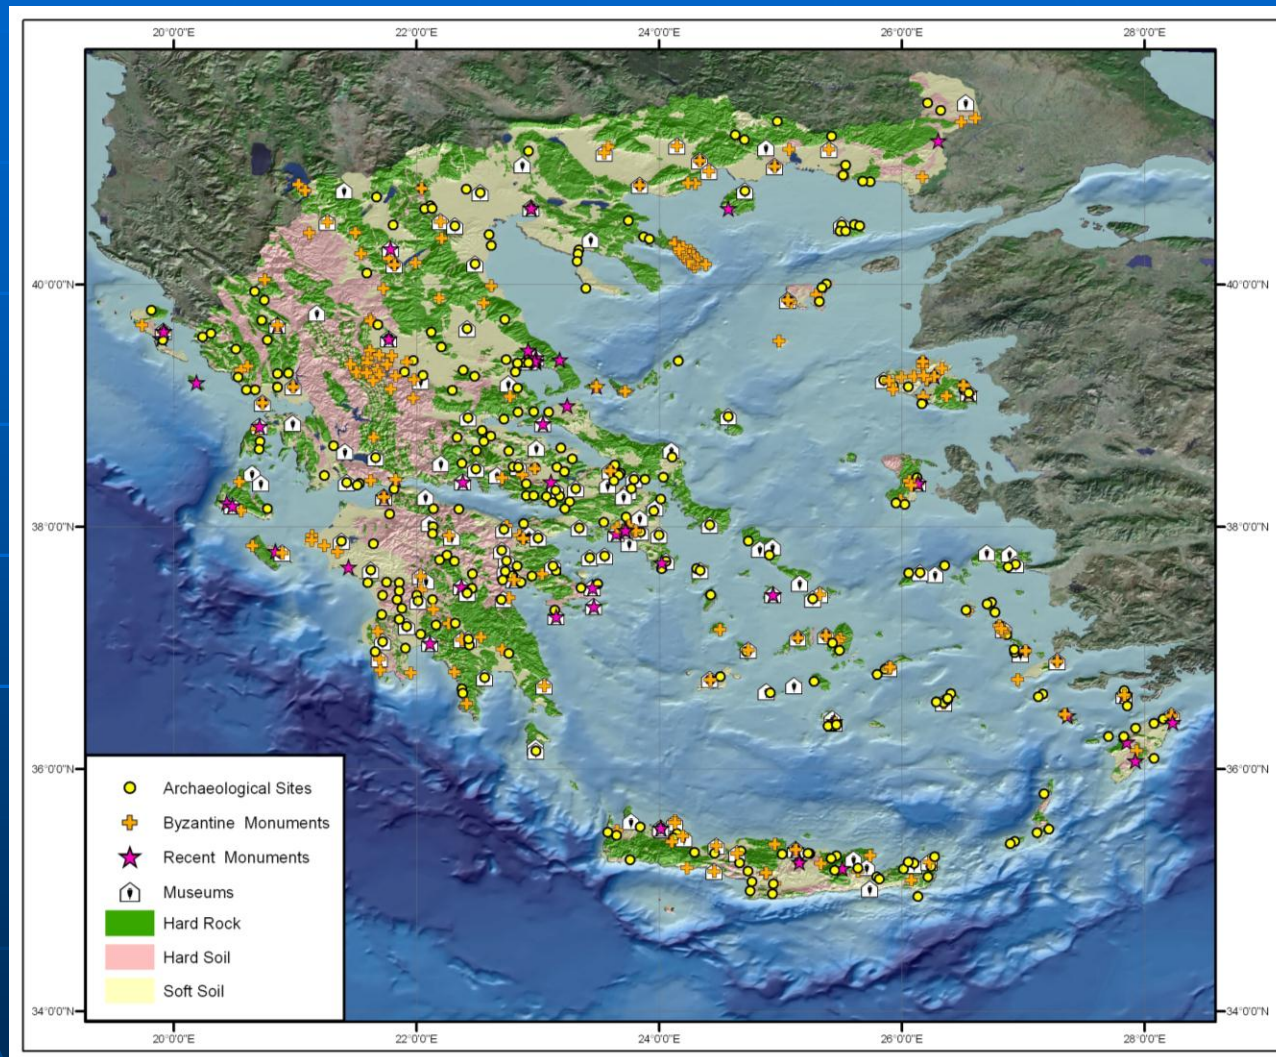 20°0'0"E 22°0'0"E 24°0'0"E 26°0'0"E 28°0'0"E
40°0'0"N 40°0'0"N
38°0'0"N 38°0'0"N
36°0'0"N 36°0'0"N
Archaeological Sites
Byzantine Monuments
Recent Monuments
Museums
Hard Rock
Hard Soil
Soft Soil
34°0'0"N 34°0'0"N
20°0'0"E 22°0'0"E 24°0'0"E 26°0'0"E 28°0'0"E